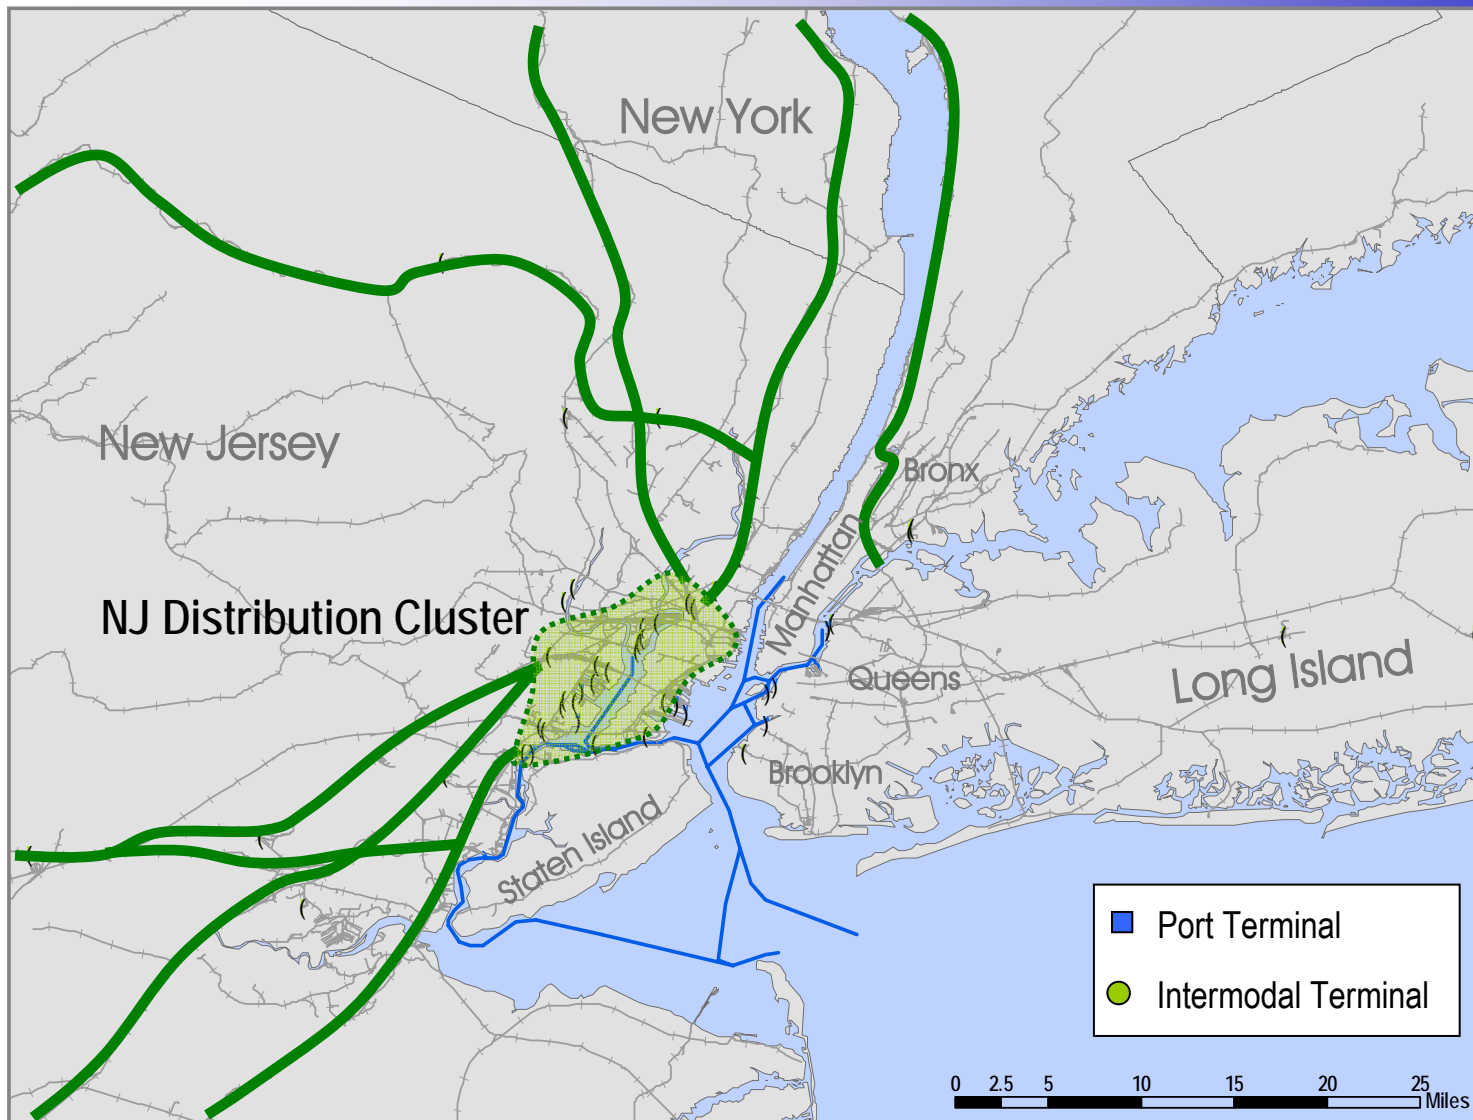 New York
New Jersey
Bronx
Manhattan
NJ Distribution Cluster
Queens
Long Island
Brooklyn
Staten Island
Port Terminal
Intermodal Terminal
0 2.5 5 10 15 20 25
Miles